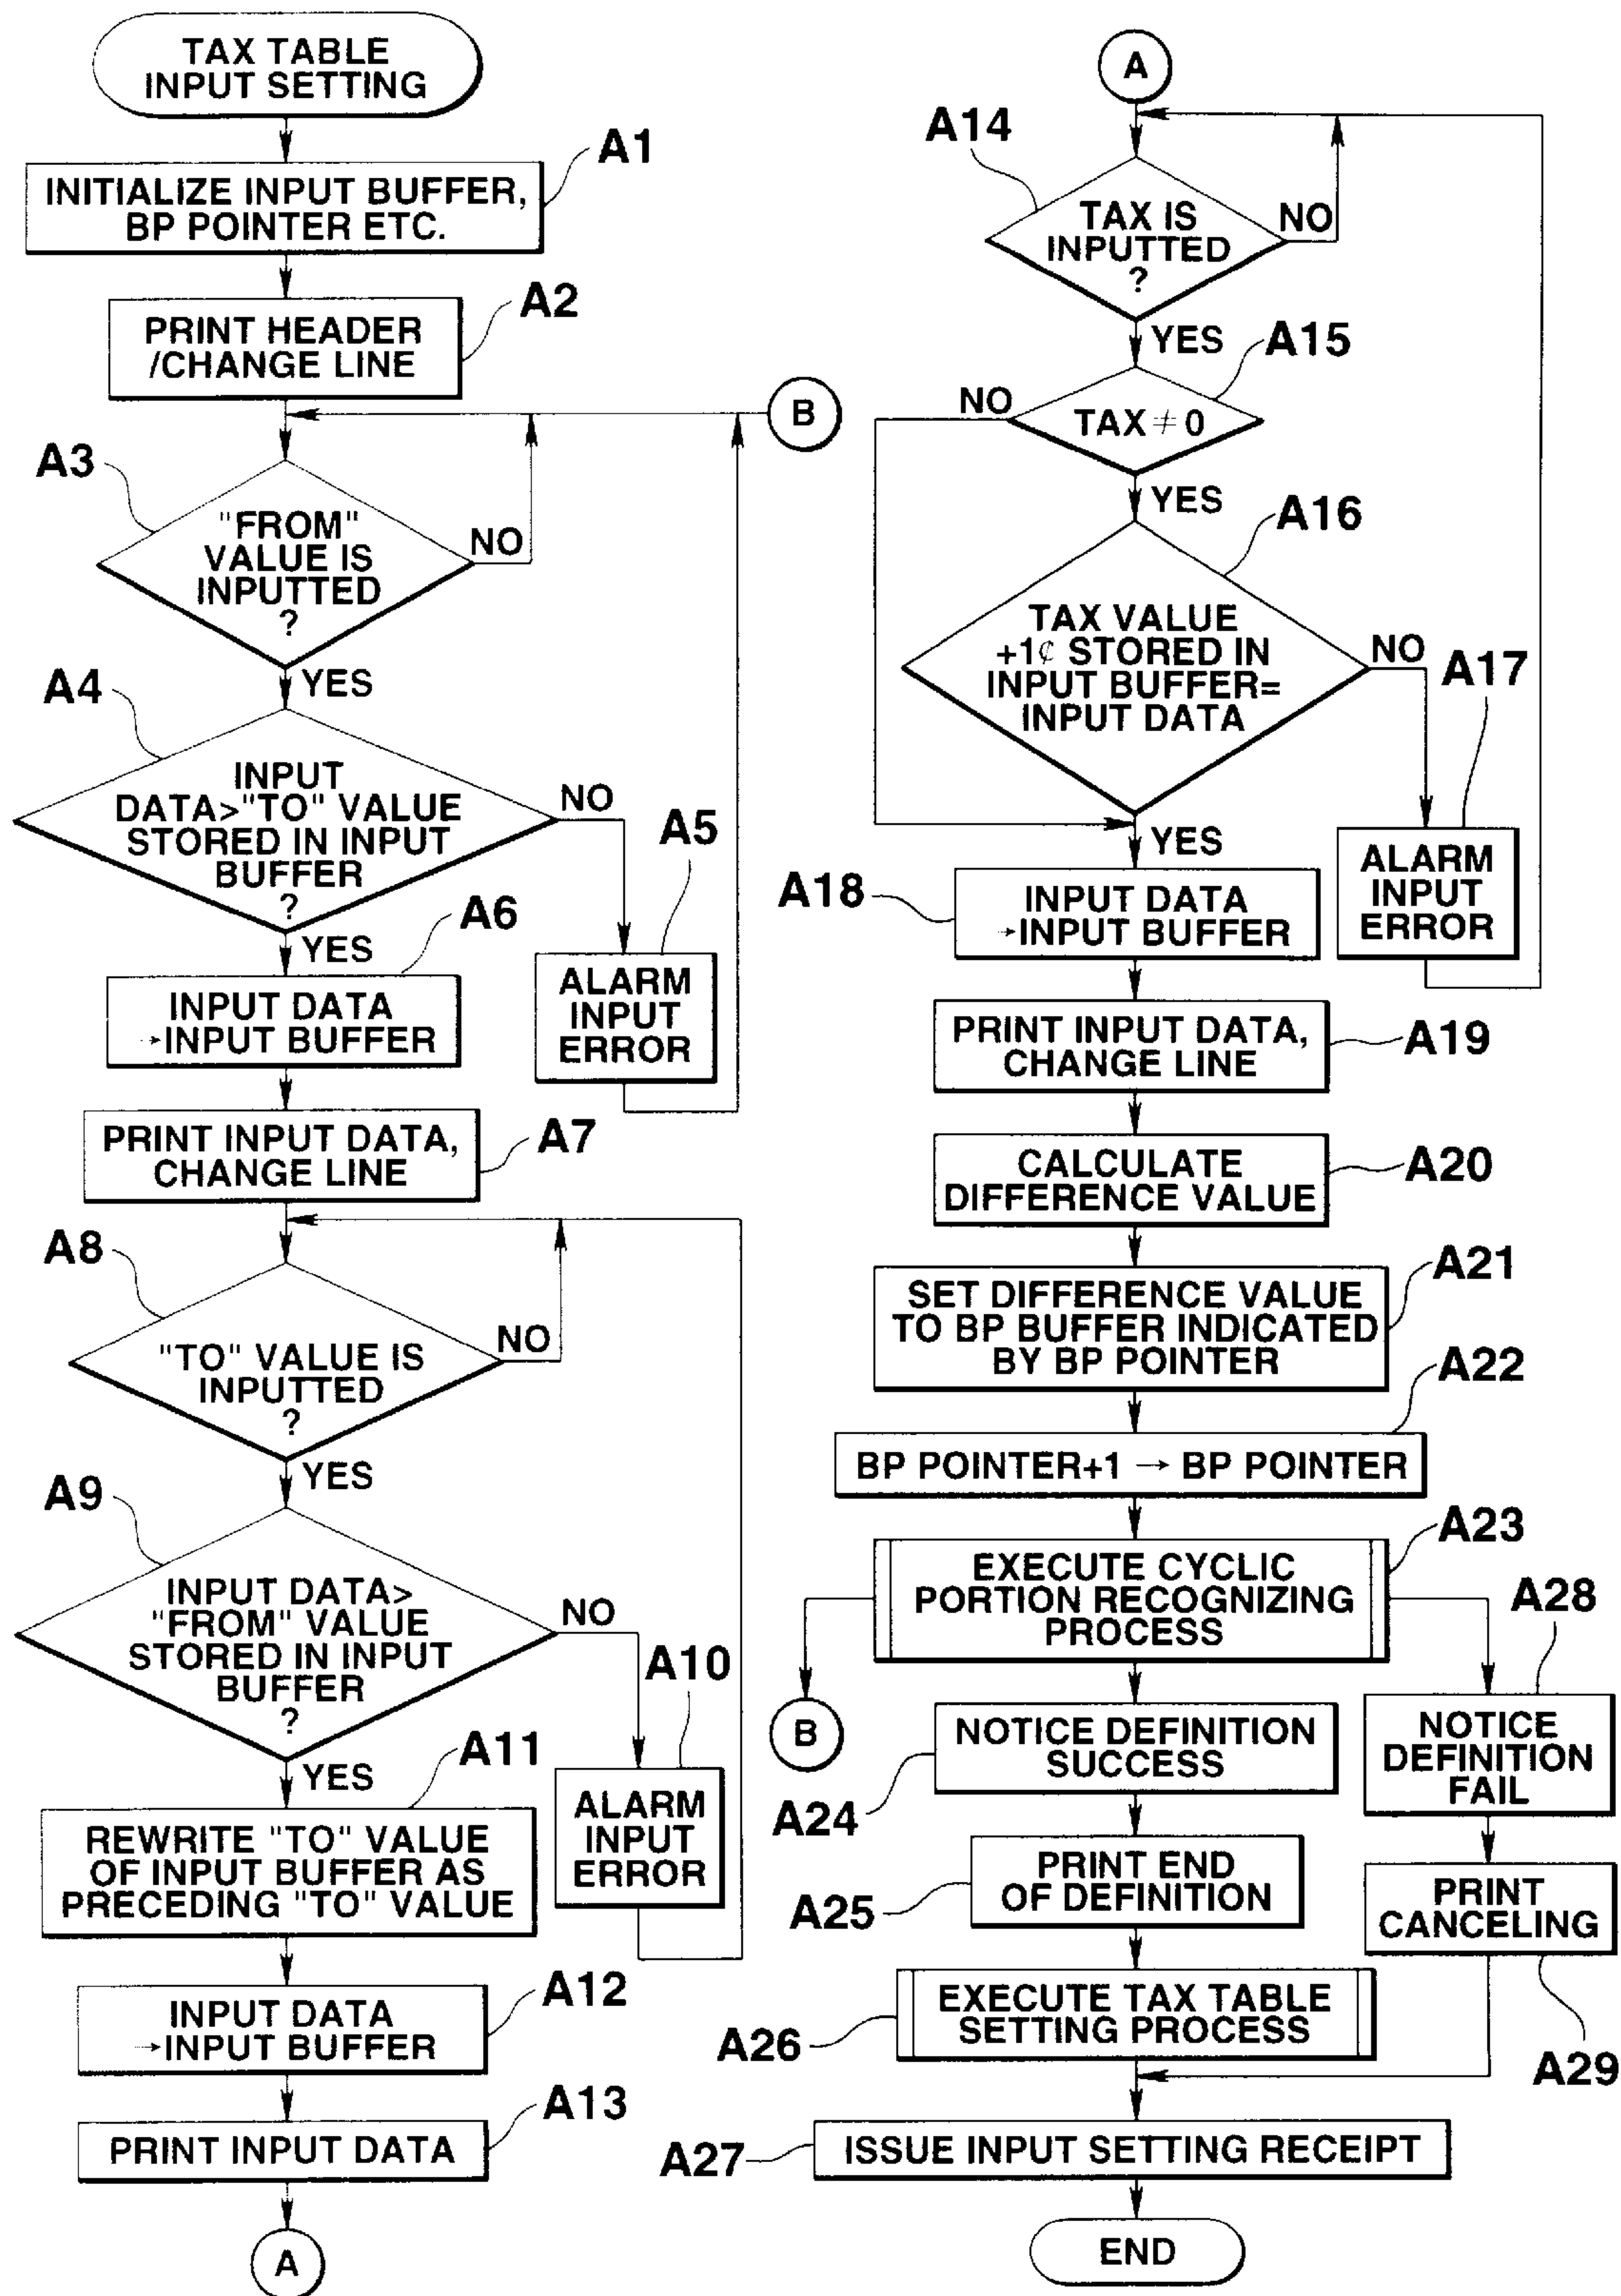 TAX TABLE
INPUT SETTING
A1
INITIALIZE INPUT BUFFER,
BP POINTER ETC.
A2
PRINT HEADER
/CHANGE LINE
B
A3
"FROM"
VALUE IS
INPUTTED
?
NO
YES
A4
INPUT
DATA>"TO" VALUE
STORED IN INPUT
BUFFER
?
NO
A5
ALARM
INPUT
ERROR
YES
A6
INPUT DATA
→INPUT BUFFER
A7
PRINT INPUT DATA,
CHANGE LINE
A8
"TO" VALUE IS
INPUTTED
?
NO
YES
A9
INPUT DATA>
"FROM" VALUE
STORED IN INPUT
BUFFER
?
NO
A10
ALARM
INPUT
ERROR
YES
A11
REWRITE "TO" VALUE
OF INPUT BUFFER AS
PRECEDING "TO" VALUE
A12
INPUT DATA
→INPUT BUFFER
A13
PRINT INPUT DATA
A
A
A14
TAX IS
INPUTTED
?
NO
YES
A15
TAX≠0
NO
YES
A16
TAX VALUE
+1¢ STORED IN
INPUT BUFFER=
INPUT DATA
NO
A17
ALARM
INPUT
ERROR
YES
A18
INPUT DATA
→INPUT BUFFER
A19
PRINT INPUT DATA,
CHANGE LINE
A20
CALCULATE
DIFFERENCE VALUE
A21
SET DIFFERENCE VALUE
TO BP BUFFER INDICATED
BY BP POINTER
A22
BP POINTER+1 → BP POINTER
A23
EXECUTE CYCLIC
PORTION RECOGNIZING
PROCESS
B
A24
NOTICE DEFINITION
SUCCESS
A28
NOTICE
DEFINITION
FAIL
A25
PRINT END
OF DEFINITION
PRINT
CANCELING
A29
A26
EXECUTE TAX TABLE
SETTING PROCESS
A27
ISSUE INPUT SETTING RECEIPT
END